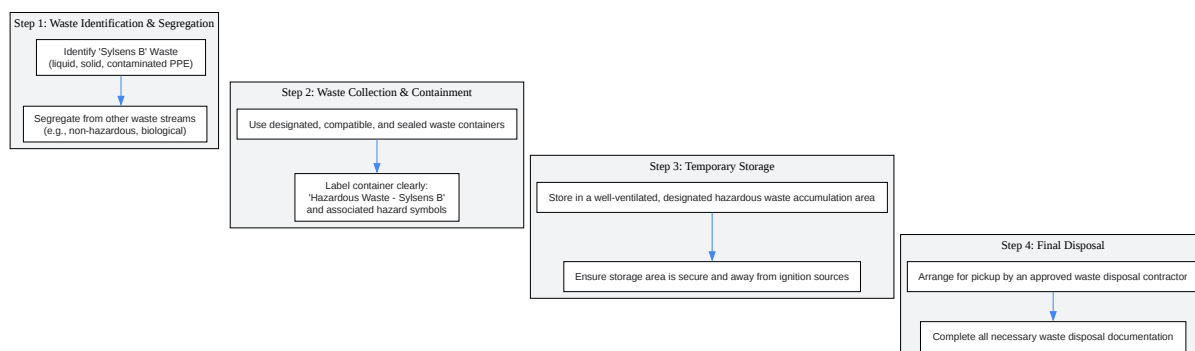 Step 1: Waste Identification & Segregation
Identify 'Sylsens B' Waste
(liquid, solid, contaminated PPE)
Segregate from other waste streams
(e.g., non-hazardous, biological)
Step 2: Waste Collection & Containment
Use designated, compatible, and sealed waste containers
Label container clearly:
'Hazardous Waste - Sylsens B'
and associated hazard symbols
Step 3: Temporary Storage
Store in a well-ventilated, designated hazardous waste accumulation area
Ensure storage area is secure and away from ignition sources
Step 4: Final Disposal
Arrange for pickup by an approved waste disposal contractor
Complete all necessary waste disposal documentation